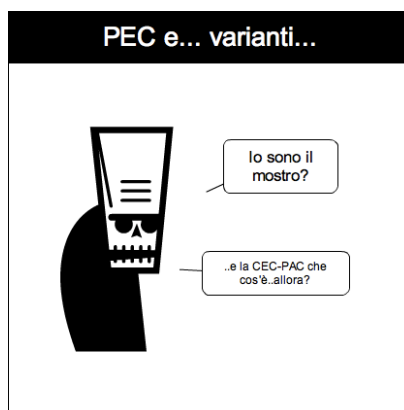 PEC e... varianti...
Io sono il
mostro?
..e la CEC-PAC che
cos'è..allora?